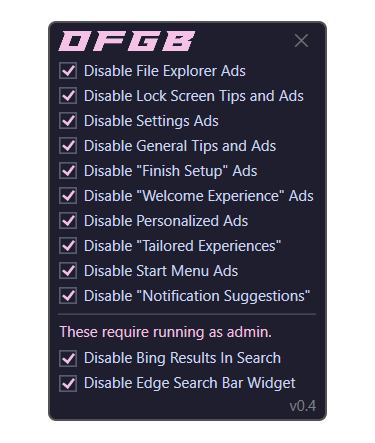 OFGB
Disable File Explorer Ads
Disable Lock Screen Tips and Ads
Disable Settings Ads
Disable General Tips and Ads
Disable "Finish Setup" Ads
Disable "Welcome Experience" Ads
Disable Personalized Ads
Disable "Tailored Experiences"
Disable Start Menu Ads
Disable "Notification Suggestions"
These require running as admin.
Disable Bing Results In Search
Disable Edge Search Bar Widget
v0.4